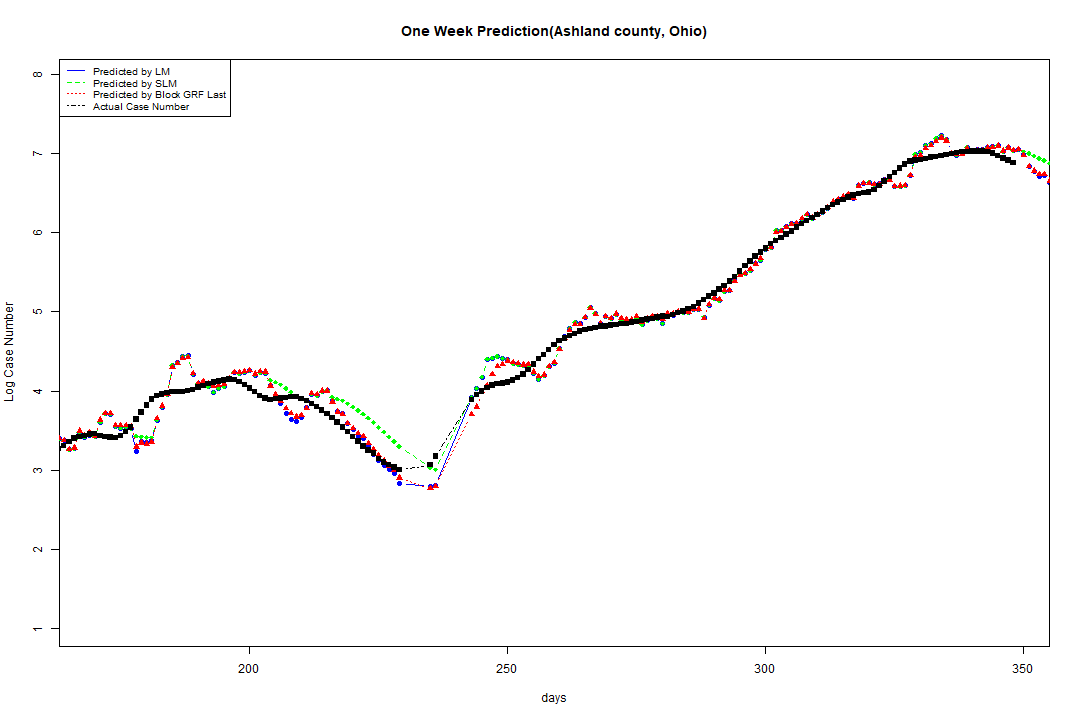 One Week Prediction(Ashland county, Ohio)
Predicted by LM
Predicted by SLM
Predicted by Block GRF Last
Actual Case Number
8
7
6
5
4
3
2
1
Log Case Number
200
250
300
350
days